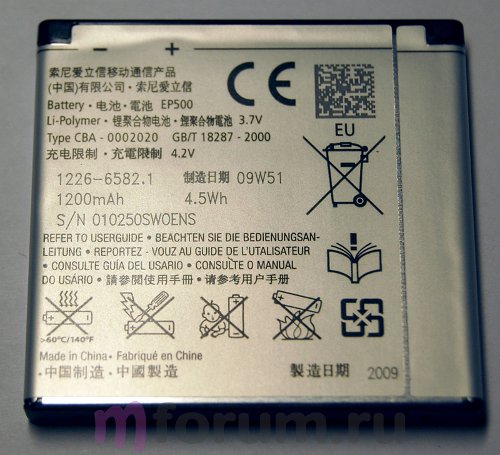 − +
索尼爱立信移动通信产品
(中国)有限公司·索尼爱立信
Battery·电池·電池 EP500
Li-Polymer·锂聚合物电池·鋰聚合物電池 3.7V
Type CBA-0002020 GB/T 18287-2000
充电限制·充電限制 4.2V
CE
EU
1226-6582.1 制造日期 09W51
1200mAh 4.5Wh
S/N 010250SWOENS
REFER TO USERGUIDE·BEACHTEN SIE DIE BEDIENUNGSAN-
LEITUNG·REPORTEZ-VOUZ AU GUIDE DE L'UTILISATEUR
·CONSULTE GUÍA DEL USARIO·CONSULTE O MANUAL
DO USUÁRIO·請參閱使用手冊·请参考用户手册
>60°C/140°F
Made in China·Fabriqué en Chine
·中国制造·中國製造
製造日期 2009
mforum.ru